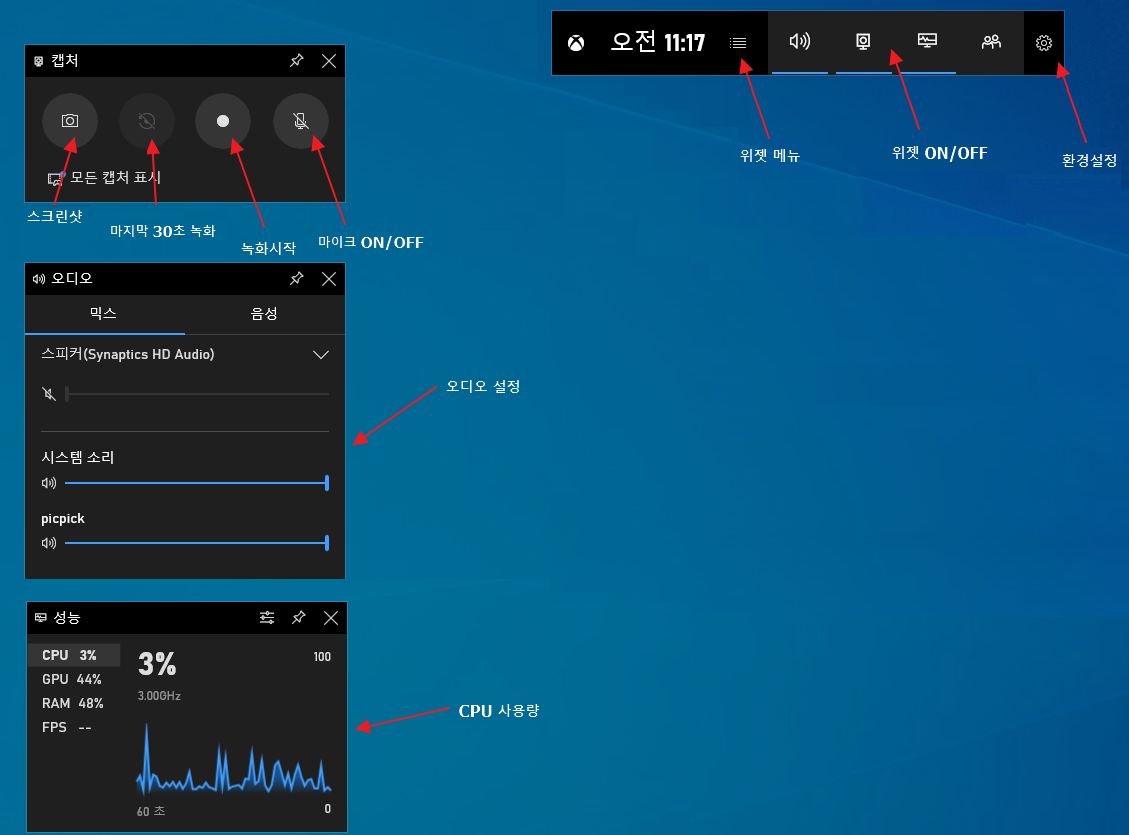 오전 11:17
위젯 메뉴
위젯 ON/OFF
환경설정
캡처
모든 캡처 표시
스크린샷
마지막 30초 녹화
녹화시작
마이크 ON/OFF
오디오
믹스
음성
스피커(Synaptics HD Audio)
시스템 소리
picpick
오디오 설정
성능
CPU 3%
GPU 44%
RAM 48%
FPS --
3%
100
3.00GHz
60 초
0
CPU 사용량